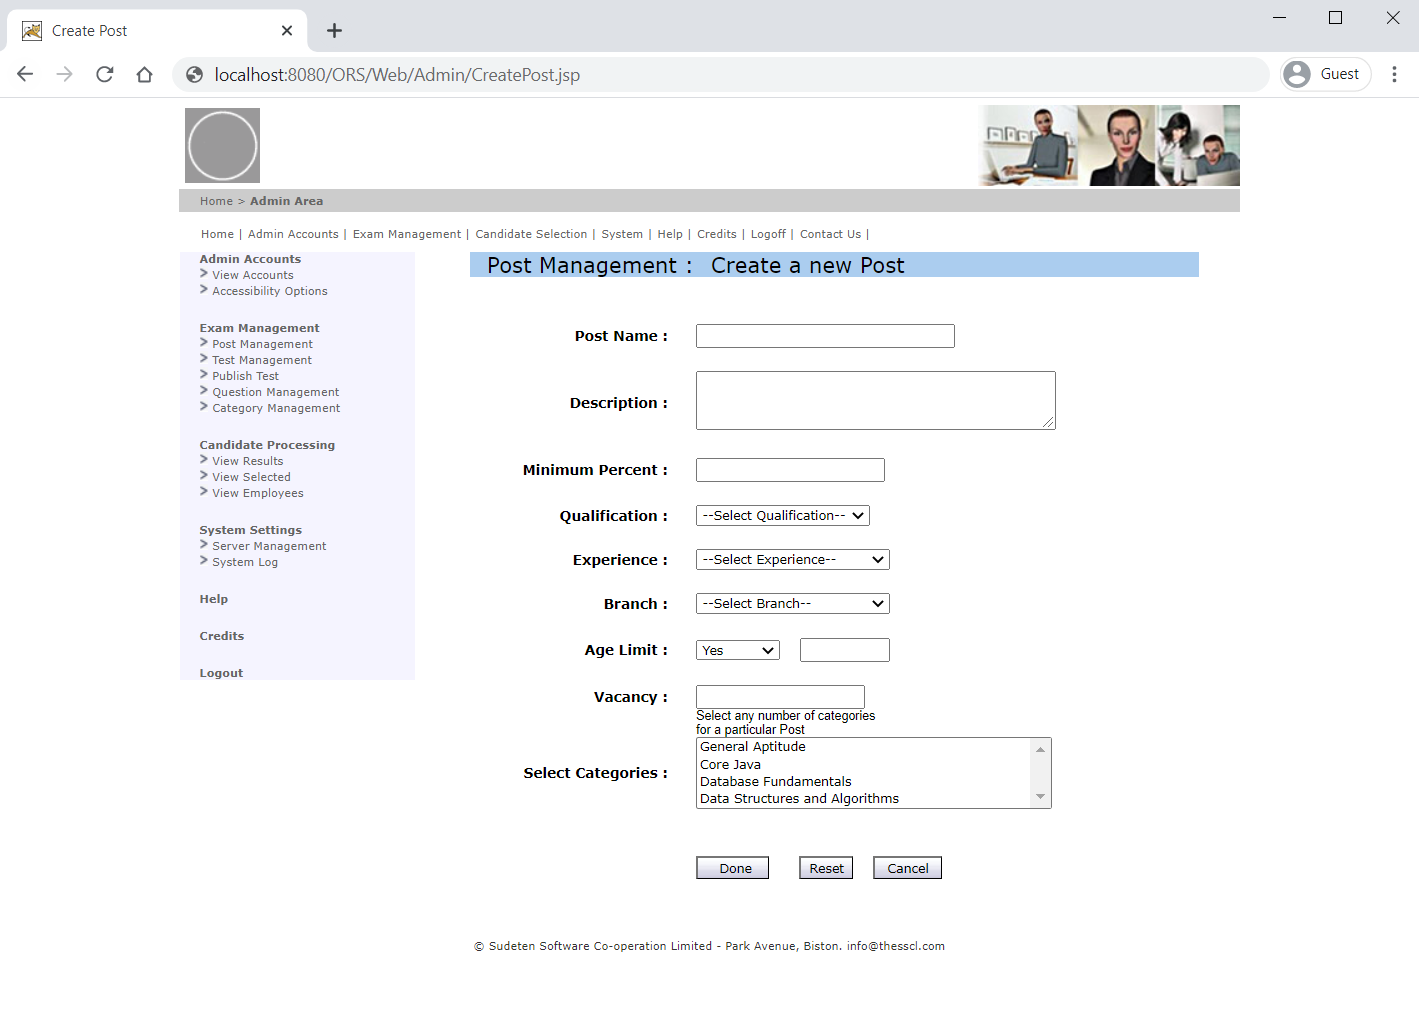 Create Post
localhost:8080/ORS/Web/Admin/CreatePost.jsp
Guest
Home > Admin Area
Home | Admin Accounts | Exam Management | Candidate Selection | System | Help | Credits | Logoff | Contact Us |
Admin Accounts
View Accounts
Accessibility Options
Exam Management
Post Management
Test Management
Publish Test
Question Management
Category Management
Candidate Processing
View Results
View Selected
View Employees
System Settings
Server Management
System Log
Help
Credits
Logout
Post Management : Create a new Post
Post Name :
Description :
Minimum Percent :
Qualification : --Select Qualification--
Experience : --Select Experience--
Branch : --Select Branch--
Age Limit : Yes
Vacancy :
Select any number of categories
for a particular Post
Select Categories :
General Aptitude
Core Java
Database Fundamentals
Data Structures and Algorithms
Done Reset Cancel
© Sudeten Software Co-operation Limited - Park Avenue, Biston. info@thesscl.com